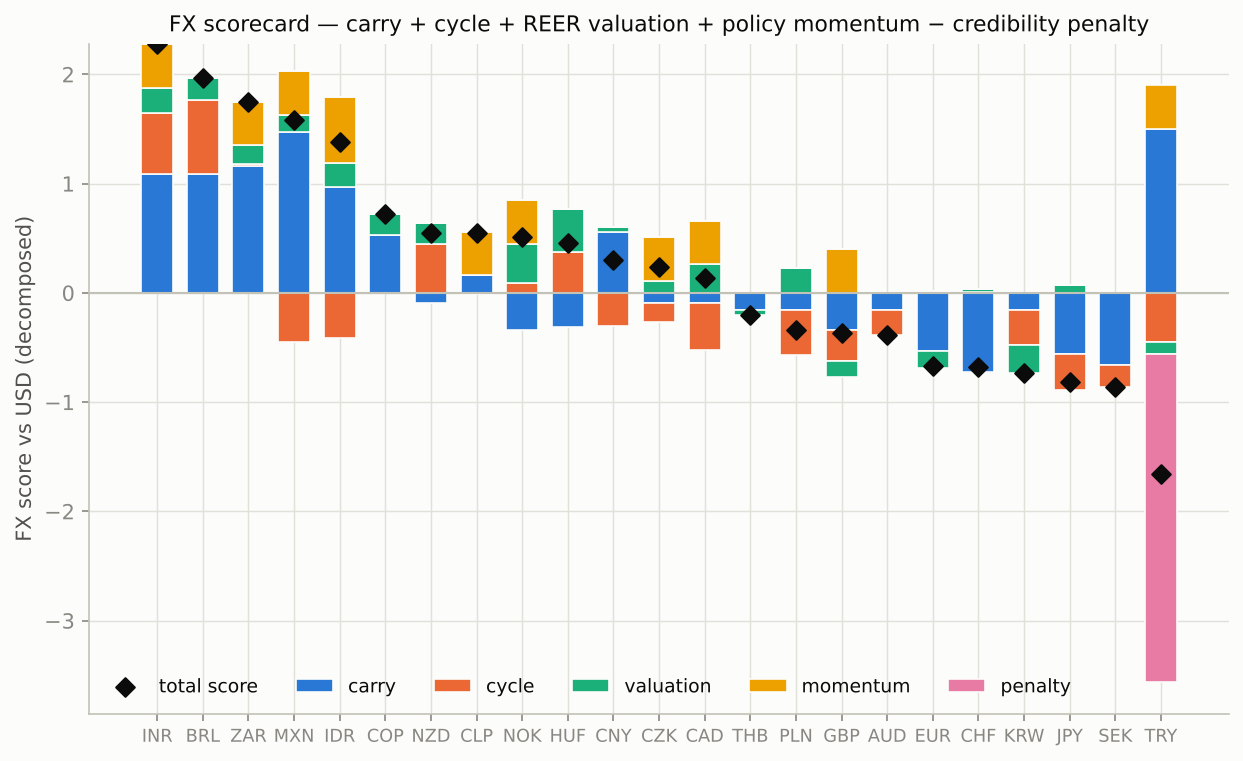 FX scorecard — carry + cycle + REER valuation + policy momentum − credibility penalty
FX score vs USD (decomposed)
2
1
0
−1
−2
−3
total score carry cycle valuation momentum penalty
INR BRL ZAR MXN IDR COP NZD CLP NOK HUF CNY CZK CAD THB PLN GBP AUD EUR CHF KRW JPY SEK TRY